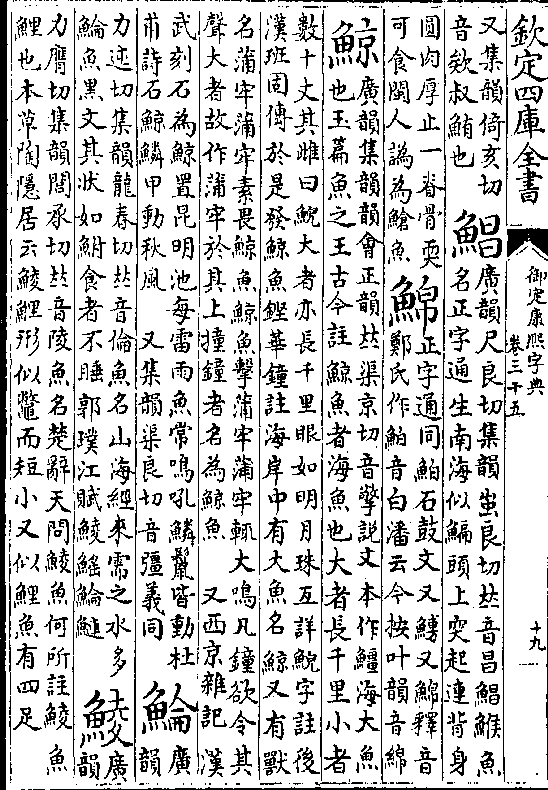 欽定四庫全書
御定康熙字典
卷三十五
十九
又集韻倚亥切
音欸叔鮪也
鯧
廣韻尺良切集韻蚩良切𠀤音昌鯧鯸魚
名正字通生南海似鯿頭上突起連背身
圓肉厚止一脊骨耎
可食閩人譌為魚
正字通同鮊石鼓文又鰟又釋音
鄭氏作鮊音白潘云今按叶韻音綿
鯨
廣韻集韻韻會正韻𠀤渠京切音擎說文本作鱷海大魚
也玉篇魚之王古今註鯨魚者海魚也大者長千里小者
數十丈其雌曰鯢大者亦長千里眼如明月珠互詳鯢字註後
漢班固傳於是發鯨魚鏗華鐘註海岸中有大魚名鯨又有獸
名蒲牢蒲牢素畏鯨魚鯨魚擊蒲牢蒲牢輒大鳴凡鐘欲令其
聲大者故作蒲牢於其上撞鐘者名為鯨魚 又西京雜記漢
武刻石為鯨置昆明池每雷雨魚常鳴吼鱗鬣皆動杜
甫詩石鯨鱗甲動秋風 又集韻渠良切音彊義同
鯩
廣韻
力迍切集韻龍春切𠀤音倫魚名山海經來需之水多
鯩魚黑文其狀如鮒食者不睡郭璞江賦鯪鰩鯩鰱
鯪
廣韻
力膺切集韻閭承切𠀤音陵魚名楚辭天問鯪魚何所註鯪魚
鯉也本草陶隱居云鯪鯉形似鼈而短小又似鯉魚有四足